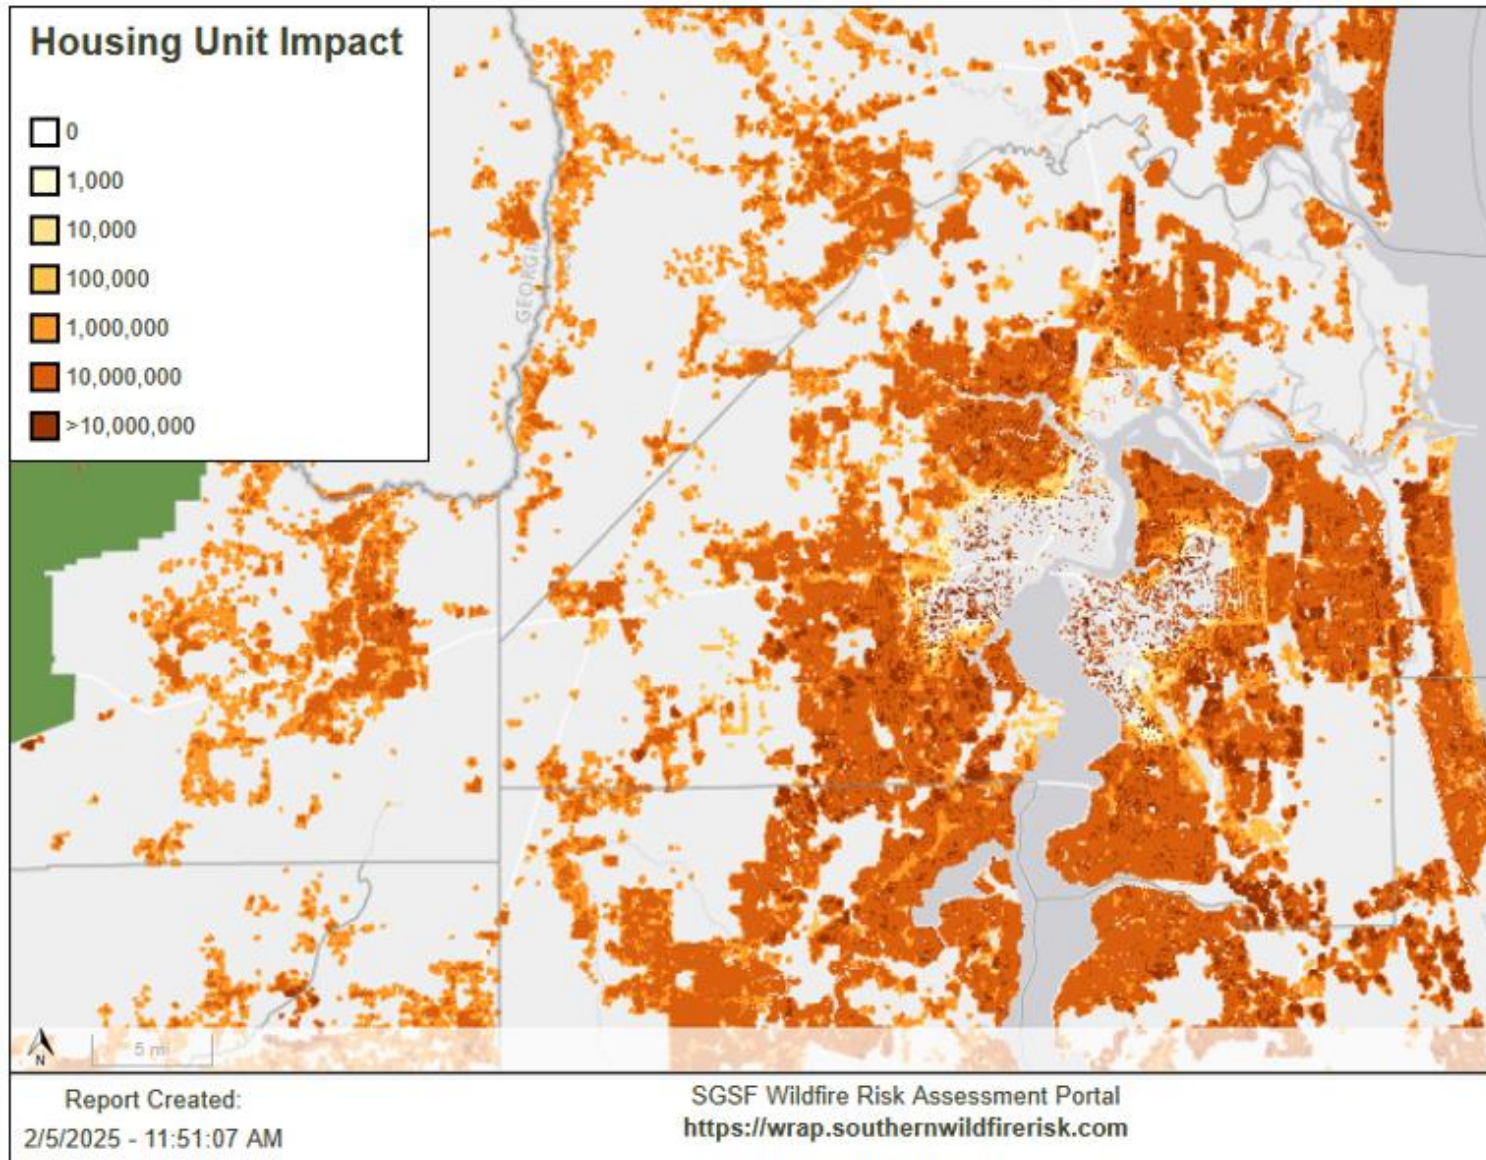 Housing Unit Impact
0
1,000
10,000
100,000
1,000,000
10,000,000
>10,000,000
N
5 mi
Report Created:
2/5/2025 - 11:51:07 AM
SGSF Wildfire Risk Assessment Portal
https://wrap.southernwildfirerisk.com